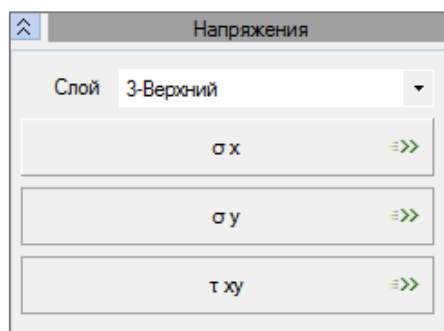 Напряжения
Слой 3-Верхний
σ x
σ y
τ xy